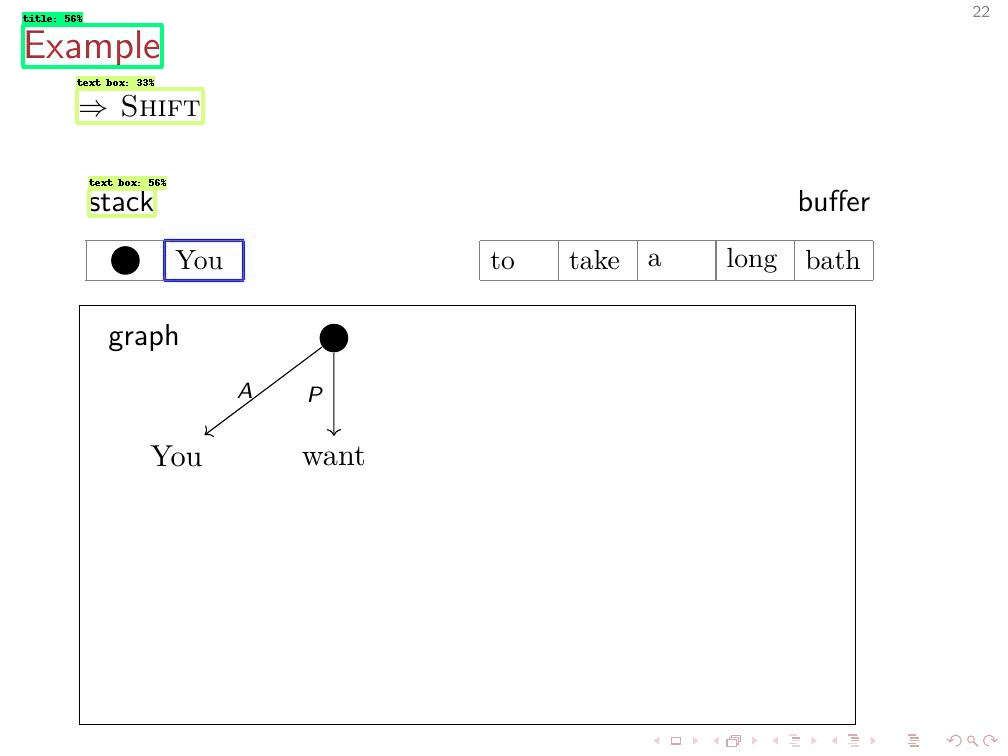 22
title: 56%
Example
text box: 33%
⇒ SHIFT
text box: 56%
stack
buffer
You
to take a long bath
graph
A
P
You want